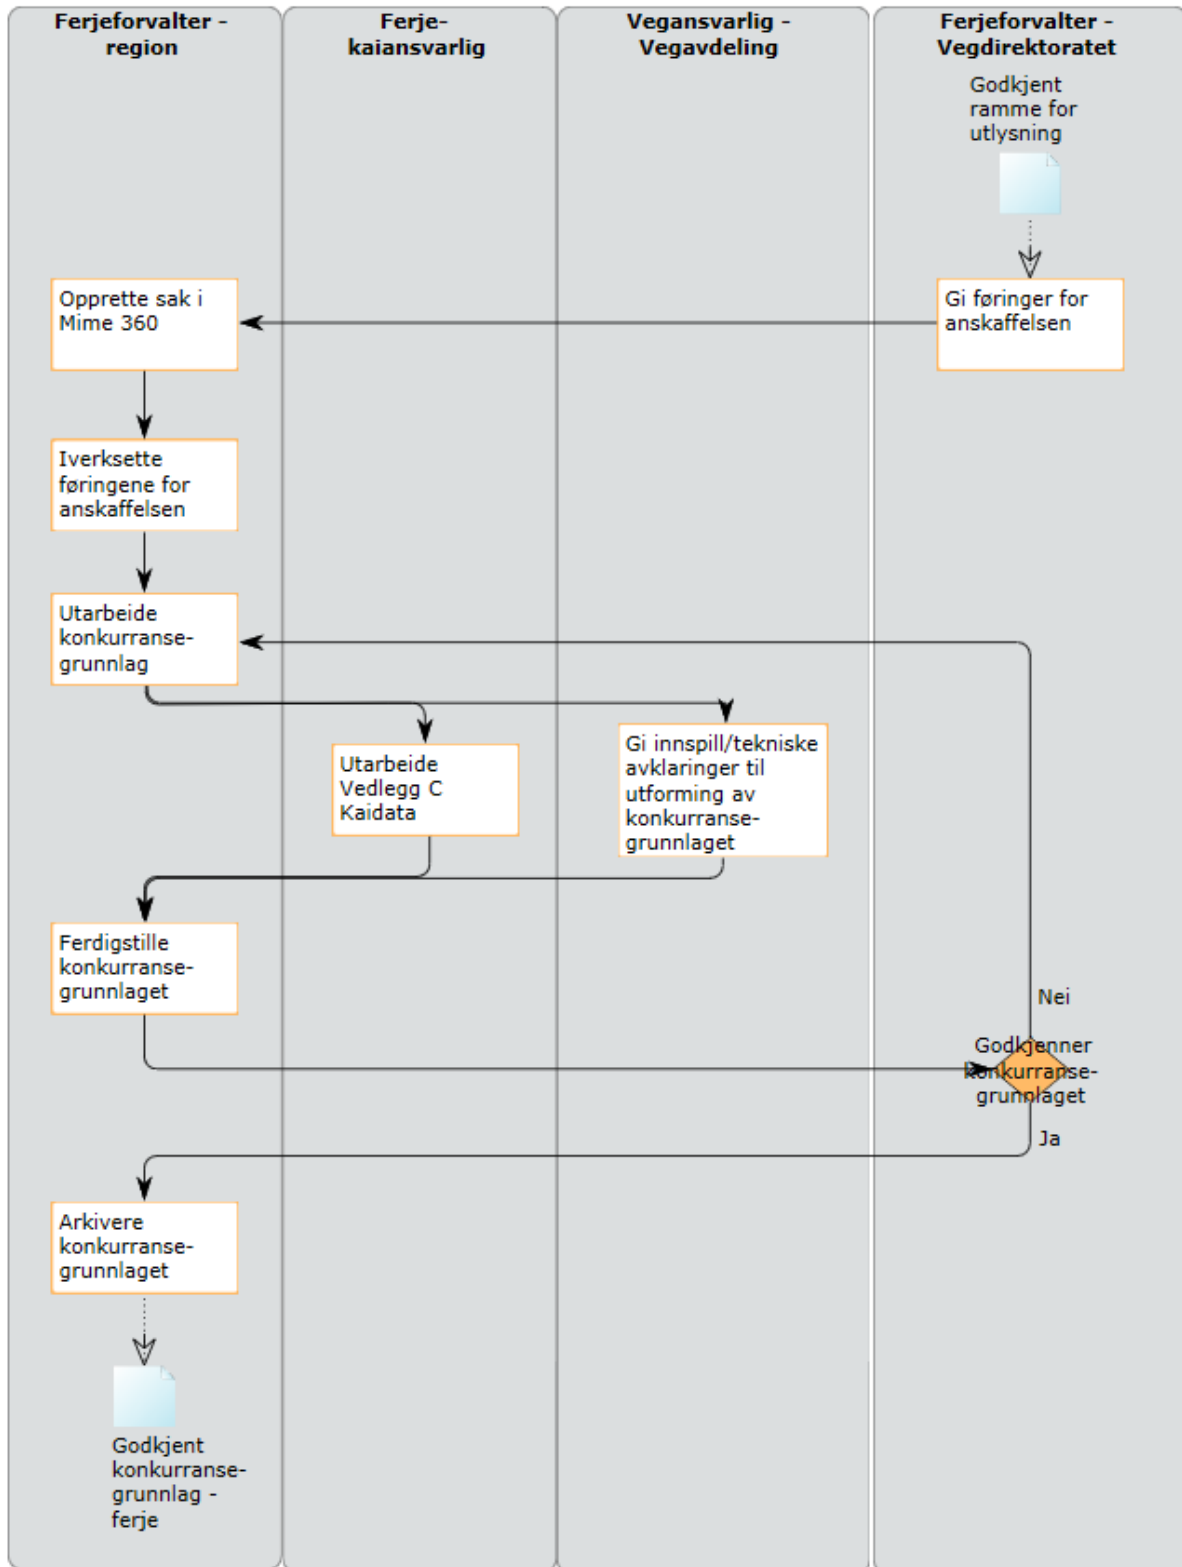 Ferjeforvalter -
region
Ferje-
kaiansvarlig
Vegansvarlig -
Vegavdeling
Ferjeforvalter -
Vegdirektoratet
Godkjent
ramme for
utlysning
Opprette sak i
Mime 360
Gi føringer for
anskaffelsen
Iverksette
føringene for
anskaffelsen
Utarbeide
konkurranse-
grunnlag
Utarbeide
Vedlegg C
Kaidata
Gi innspill/tekniske
avklaringer til
utforming av
konkurranse-
grunnlaget
Ferdigstille
konkurranse-
grunnlaget
Nei
Godkjenner
konkurranse-
grunnlaget
Ja
Arkivere
konkurranse-
grunnlaget
Godkjent
konkurranse-
grunnlag -
ferje